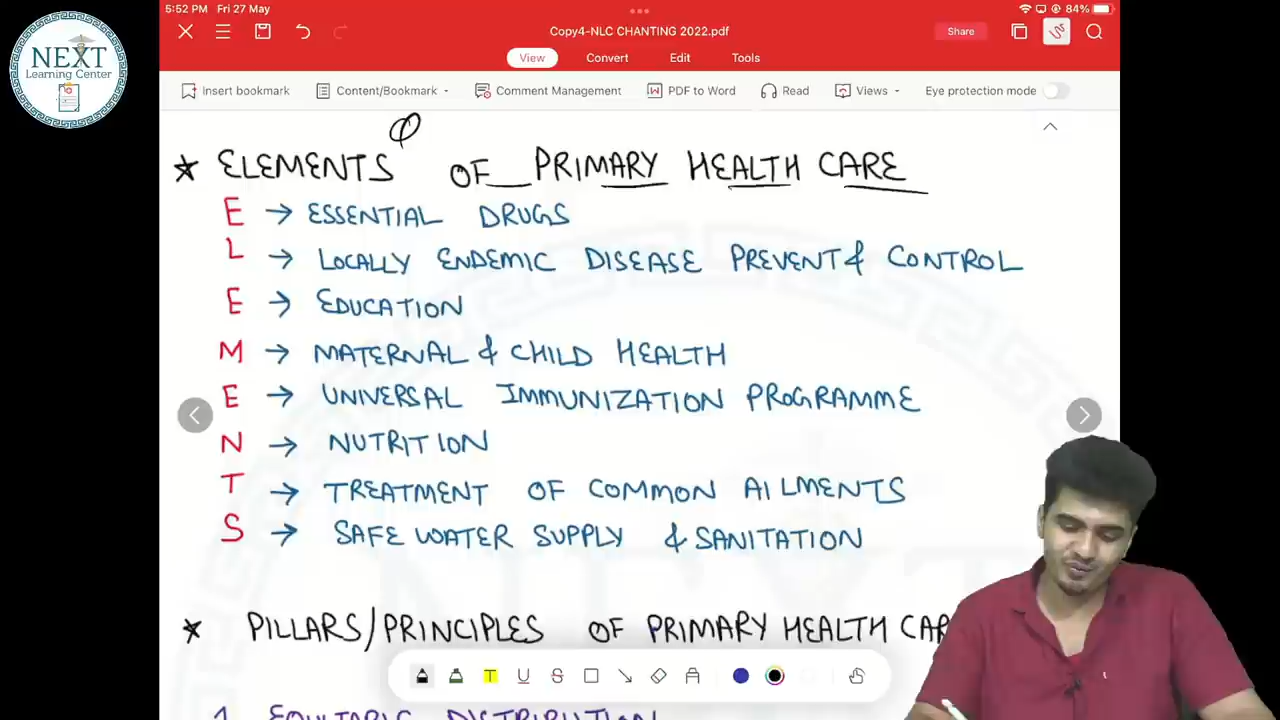 5:52 PM Fri 27 May
84%
Copy4-NLC CHANTING 2022.pdf
Share
View Convert Edit Tools
Insert bookmark Content/Bookmark Comment Management PDF to Word Read Views Eye protection mode
NEXT
Learning Center
★ ELEMENTS OF PRIMARY HEALTH CARE
E → ESSENTIAL DRUGS
L → LOCALLY ENDEMIC DISEASE PREVENT & CONTROL
E → EDUCATION
M → MATERNAL & CHILD HEALTH
E → UNIVERSAL IMMUNIZATION PROGRAMME
N → NUTRITION
T → TREATMENT OF COMMON AILMENTS
S → SAFE WATER SUPPLY & SANITATION
★ PILLARS/PRINCIPLES OF PRIMARY HEALTH CAR
1 EQUITABLE DISTRIBUTION